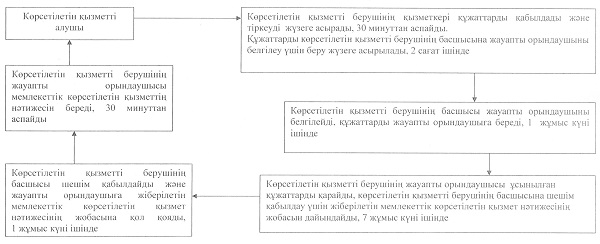 Көрсетілетін қызметті
алушы
Көрсетілетін қызметті берушінің қызметкері құжаттарды қабылдады және
тіркеуді жүзеге асырады, 30 минуттан аспайды.
Құжаттарды көрсетілетін қызметті берушінің басшысына жауапты орындаушыны
белгілеу үшін беру жүзеге асырылады, 2 сағат ішінде
Көрсетілетін қызметті берушінің басшысы жауапты орындаушыны
белгілейді, құжаттарды жауапты орындаушыға береді, 1 жұмыс күні
ішінде
Көрсетілетін қызметті берушінің жауапты орындаушысы ұсынылған
құжаттарды қарайды, көрсетілетін қызметті берушінің басшысына шешім
қабылдау үшін жіберілетін мемлекеттік көрсетілетін қызмет нәтижесінің
жобасын дайындайды, 7 жұмыс күні ішінде
Көрсетілетін қызметті берушінің
басшысы шешім қабылдайды және
жауапты орындаушыға жіберілетін
мемлекеттік көрсетілетін қызмет
нәтижесінің жобасына қол қояды,
1 жұмыс күні ішінде
Көрсетілетін қызметті берушінің
жауапты орындаушысы
мемлекеттік көрсетілетін қызметтің
нәтижесін береді, 30 минуттан
аспайды